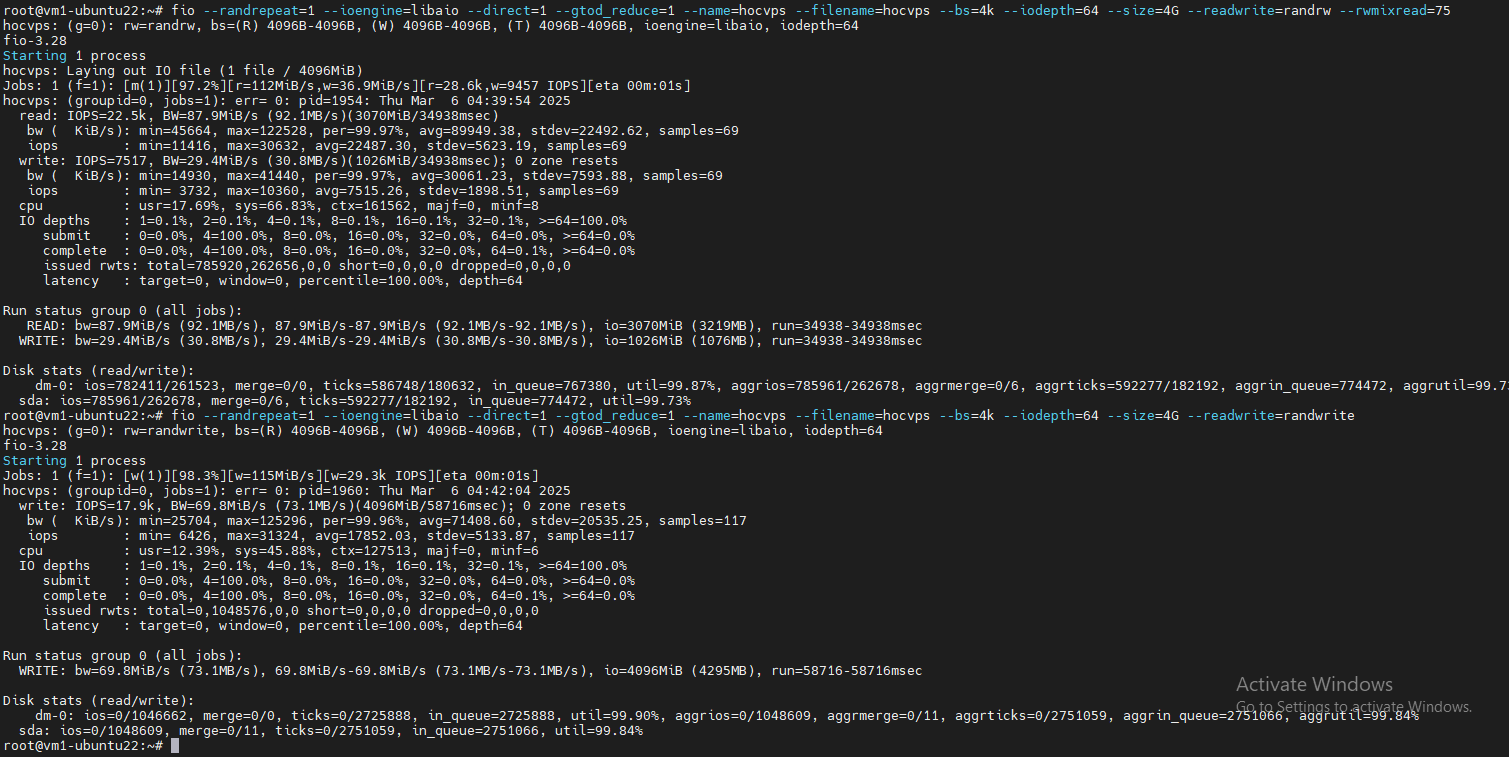 root@vm1-ubuntu22:~# fio --randrepeat=1 --ioengine=libaio --direct=1 --gtod_reduce=1 --name=hocvps --filename=hocvps --bs=4k --iodepth=64 --size=4G --readwrite=randrw --rwmixread=75
hocvps: (g=0): rw=randrw, bs=(R) 4096B-4096B, (W) 4096B-4096B, (T) 4096B-4096B, ioengine=libaio, iodepth=64
fio-3.28
Starting 1 process
hocvps: Laying out IO file (1 file / 4096MiB)
Jobs: 1 (f=1): [m(1)][97.2%][r=112MiB/s,w=36.9MiB/s][r=28.6k,w=9457 IOPS][eta 00m:01s]
hocvps: (groupid=0, jobs=1): err= 0: pid=1954: Thu Mar  6 04:39:54 2025
  read: IOPS=22.5k, BW=87.9MiB/s (92.1MB/s)(3070MiB/34938msec)
   bw (  KiB/s): min=45664, max=122528, per=99.97%, avg=89949.38, stdev=22492.62, samples=69
   iops        : min=11416, max=30632, avg=22487.30, stdev=5623.19, samples=69
  write: IOPS=7517, BW=29.4MiB/s (30.8MB/s)(1026MiB/34938msec); 0 zone resets
   bw (  KiB/s): min=14930, max=41440, per=99.97%, avg=30061.23, stdev=7593.88, samples=69
   iops        : min= 3732, max=10360, avg=7515.26, stdev=1898.51, samples=69
  cpu          : usr=17.69%, sys=66.83%, ctx=161562, majf=0, minf=8
  IO depths    : 1=0.1%, 2=0.1%, 4=0.1%, 8=0.1%, 16=0.1%, 32=0.1%, >=64=100.0%
     submit    : 0=0.0%, 4=100.0%, 8=0.0%, 16=0.0%, 32=0.0%, 64=0.0%, >=64=0.0%
     complete  : 0=0.0%, 4=100.0%, 8=0.0%, 16=0.0%, 32=0.0%, 64=0.1%, >=64=0.0%
     issued rwts: total=785920,262656,0,0 short=0,0,0,0 dropped=0,0,0,0
     latency   : target=0, window=0, percentile=100.00%, depth=64
Run status group 0 (all jobs):
   READ: bw=87.9MiB/s (92.1MB/s), 87.9MiB/s-87.9MiB/s (92.1MB/s-92.1MB/s), io=3070MiB (3219MB), run=34938-34938msec
  WRITE: bw=29.4MiB/s (30.8MB/s), 29.4MiB/s-29.4MiB/s (30.8MB/s-30.8MB/s), io=1026MiB (1076MB), run=34938-34938msec
Disk stats (read/write):
    dm-0: ios=782411/261523, merge=0/0, ticks=586748/180632, in_queue=767380, util=99.87%, aggrios=785961/262678, aggrmerge=0/6, aggrticks=592277/182192, aggrin_queue=774472, aggrutil=99.7
  sda: ios=785961/262678, merge=0/6, ticks=592277/182192, in_queue=774472, util=99.73%
root@vm1-ubuntu22:~# fio --randrepeat=1 --ioengine=libaio --direct=1 --gtod_reduce=1 --name=hocvps --filename=hocvps --bs=4k --iodepth=64 --size=4G --readwrite=randwrite
hocvps: (g=0): rw=randwrite, bs=(R) 4096B-4096B, (W) 4096B-4096B, (T) 4096B-4096B, ioengine=libaio, iodepth=64
fio-3.28
Starting 1 process
Jobs: 1 (f=1): [w(1)][98.3%][w=115MiB/s][w=29.3k IOPS][eta 00m:01s]
hocvps: (groupid=0, jobs=1): err= 0: pid=1960: Thu Mar  6 04:42:04 2025
  write: IOPS=17.9k, BW=69.8MiB/s (73.1MB/s)(4096MiB/58716msec); 0 zone resets
   bw (  KiB/s): min=25704, max=125296, per=99.96%, avg=71408.60, stdev=20535.25, samples=117
   iops        : min= 6426, max=31324, avg=17852.03, stdev=5133.87, samples=117
  cpu          : usr=12.39%, sys=45.88%, ctx=127513, majf=0, minf=6
  IO depths    : 1=0.1%, 2=0.1%, 4=0.1%, 8=0.1%, 16=0.1%, 32=0.1%, >=64=100.0%
     submit    : 0=0.0%, 4=100.0%, 8=0.0%, 16=0.0%, 32=0.0%, 64=0.0%, >=64=0.0%
     complete  : 0=0.0%, 4=100.0%, 8=0.0%, 16=0.0%, 32=0.0%, 64=0.1%, >=64=0.0%
     issued rwts: total=0,1048576,0,0 short=0,0,0,0 dropped=0,0,0,0
     latency   : target=0, window=0, percentile=100.00%, depth=64
Run status group 0 (all jobs):
  WRITE: bw=69.8MiB/s (73.1MB/s), 69.8MiB/s-69.8MiB/s (73.1MB/s-73.1MB/s), io=4096MiB (4295MB), run=58716-58716msec
Disk stats (read/write):
    dm-0: ios=0/1046662, merge=0/0, ticks=0/2725888, in_queue=2725888, util=99.90%, aggrios=0/1048609, aggrmerge=0/11, aggrticks=0/2751059, aggrin_queue=2751066, aggrutil=99.84%
  sda: ios=0/1048609, merge=0/11, ticks=0/2751059, in_queue=2751066, util=99.84%
root@vm1-ubuntu22:~#
Activate Windows
Go to Settings to activate Windows.